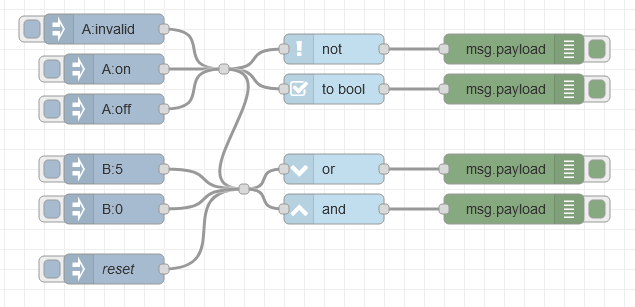 A:invalid
not
msg.payload
A:on
to bool
msg.payload
A:off
B:5
or
msg.payload
B:0
and
msg.payload
reset